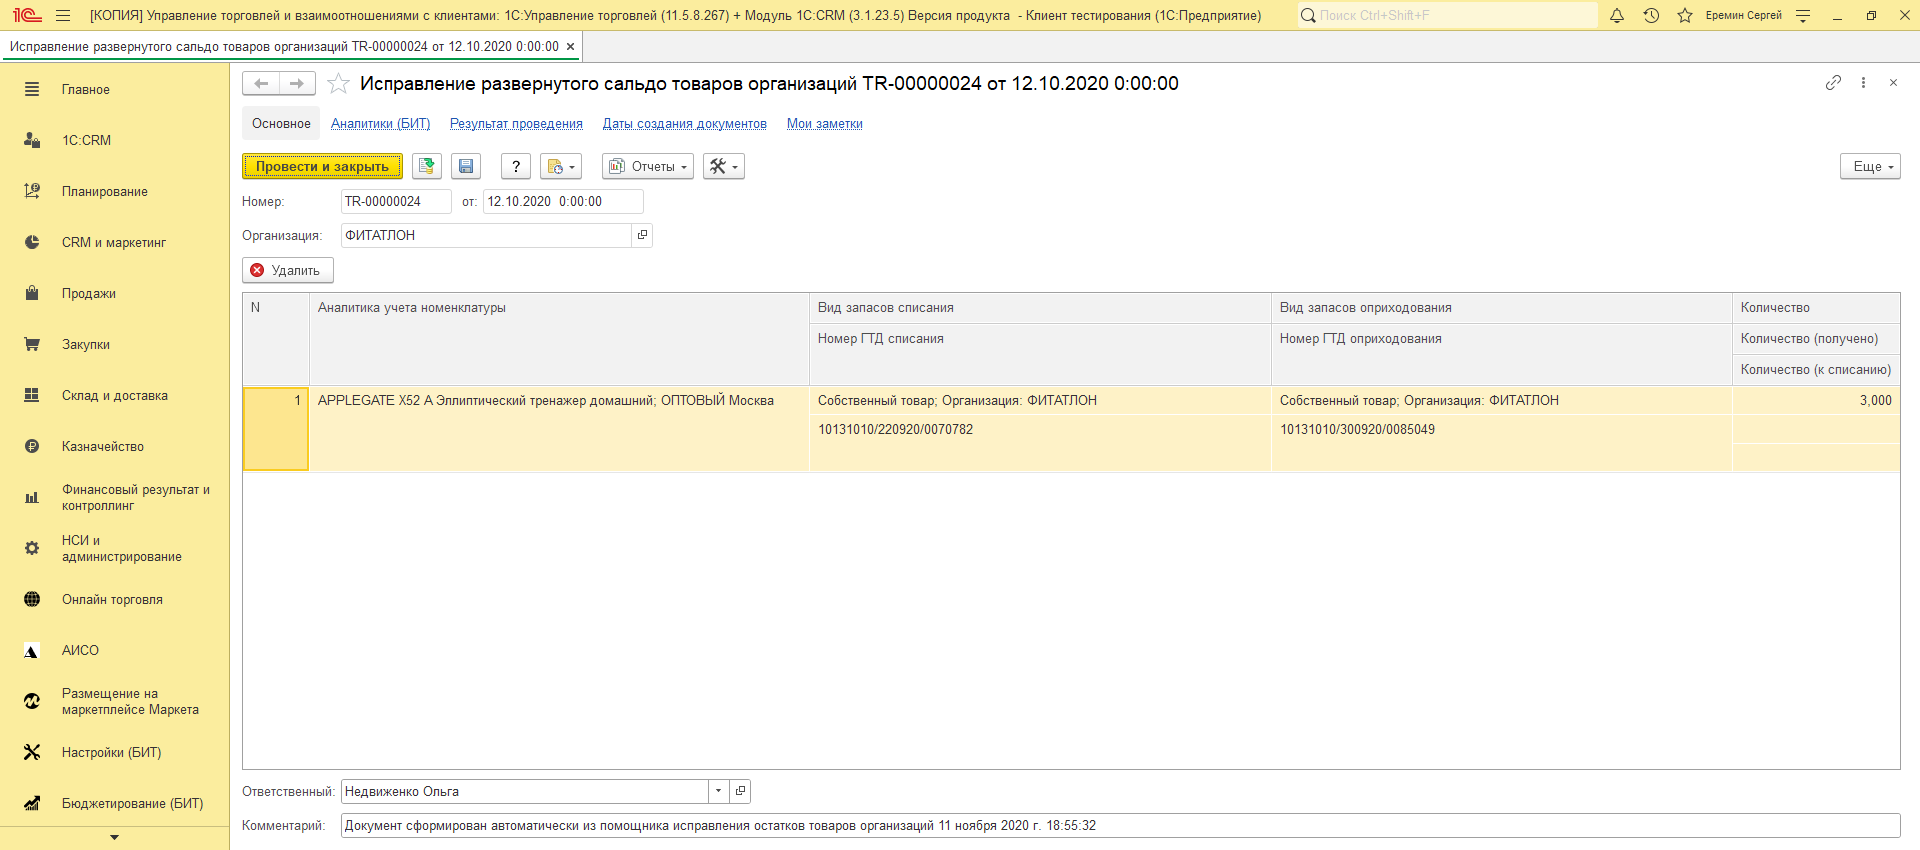 [КОПИЯ] Управление торговлей и взаимоотношениями с клиентами: 1С:Управление торговлей (11.5.8.267) + Модуль 1С:CRM (3.1.23.5) Версия продукта - Клиент тестирования (1С:Предприятие)
Поиск Ctrl+Shift+F
Еремин Сергей
Исправление развернутого сальдо товаров организаций TR-00000024 от 12.10.2020 0:00:00
Главное
1С:CRM
Планирование
CRM и маркетинг
Продажи
Закупки
Склад и доставка
Казначейство
Финансовый результат и
контроллинг
НСИ и
администрирование
Онлайн торговля
АИСО
Размещение на
маркетплейсе Маркета
Настройки (БИТ)
Бюджетирование (БИТ)
Исправление развернутого сальдо товаров организаций TR-00000024 от 12.10.2020 0:00:00
Основное Аналитики (БИТ) Результат проведения Даты создания документов Мои заметки
Провести и закрыть ? Отчеты Еще
Номер: TR-00000024 от: 12.10.2020 0:00:00
Организация: ФИТАТЛОН
Удалить
N Аналитика учета номенклатуры Вид запасов списания Вид запасов оприходования Количество
Номер ГТД списания Номер ГТД оприходования Количество (получено)
Количество (к списанию)
1 APPLEGATE X52 A Эллиптический тренажер домашний; ОПТОВЫЙ Москва Собственный товар; Организация: ФИТАТЛОН Собственный товар; Организация: ФИТАТЛОН 3,000
10131010/220920/0070782 10131010/300920/0085049
Ответственный: Недвиженко Ольга
Комментарий: Документ сформирован автоматически из помощника исправления остатков товаров организаций 11 ноября 2020 г. 18:55:32